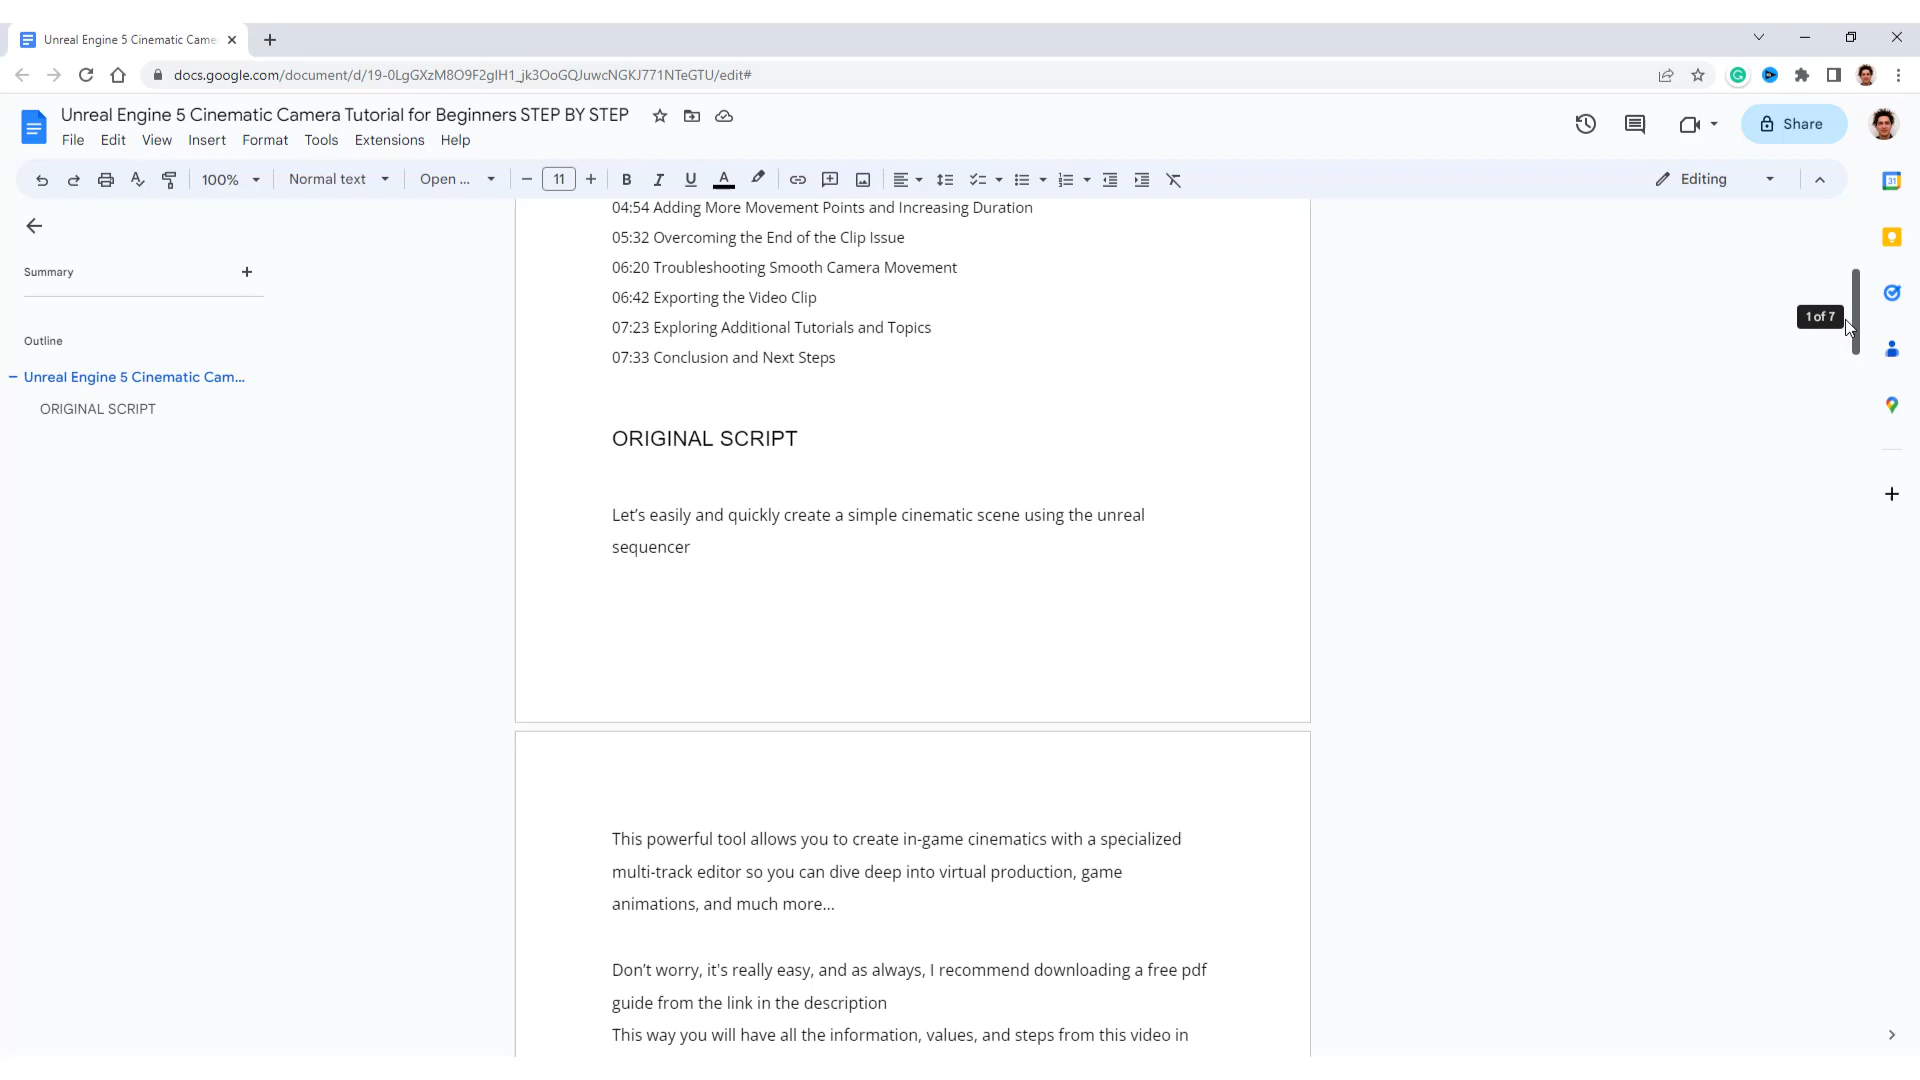 Unreal Engine 5 Cinematic Came
docs.google.com/document/d/19-0LgGXzM8O9F2glH1_jk3OoGQJuwcNGKJ771NTeGTU/edit#
Unreal Engine 5 Cinematic Camera Tutorial for Beginners STEP BY STEP
File Edit View Insert Format Tools Extensions Help
Share
100% Normal text Open ... 11 B I U A Editing
31
Summary
Outline
Unreal Engine 5 Cinematic Cam...
ORIGINAL SCRIPT
04:54 Adding More Movement Points and Increasing Duration
05:32 Overcoming the End of the Clip Issue
06:20 Troubleshooting Smooth Camera Movement
06:42 Exporting the Video Clip
07:23 Exploring Additional Tutorials and Topics
07:33 Conclusion and Next Steps
ORIGINAL SCRIPT
Let’s easily and quickly create a simple cinematic scene using the unreal
sequencer
This powerful tool allows you to create in-game cinematics with a specialized
multi-track editor so you can dive deep into virtual production, game
animations, and much more...
Don’t worry, it's really easy, and as always, I recommend downloading a free pdf
guide from the link in the description
This way you will have all the information, values, and steps from this video in
1 of 7